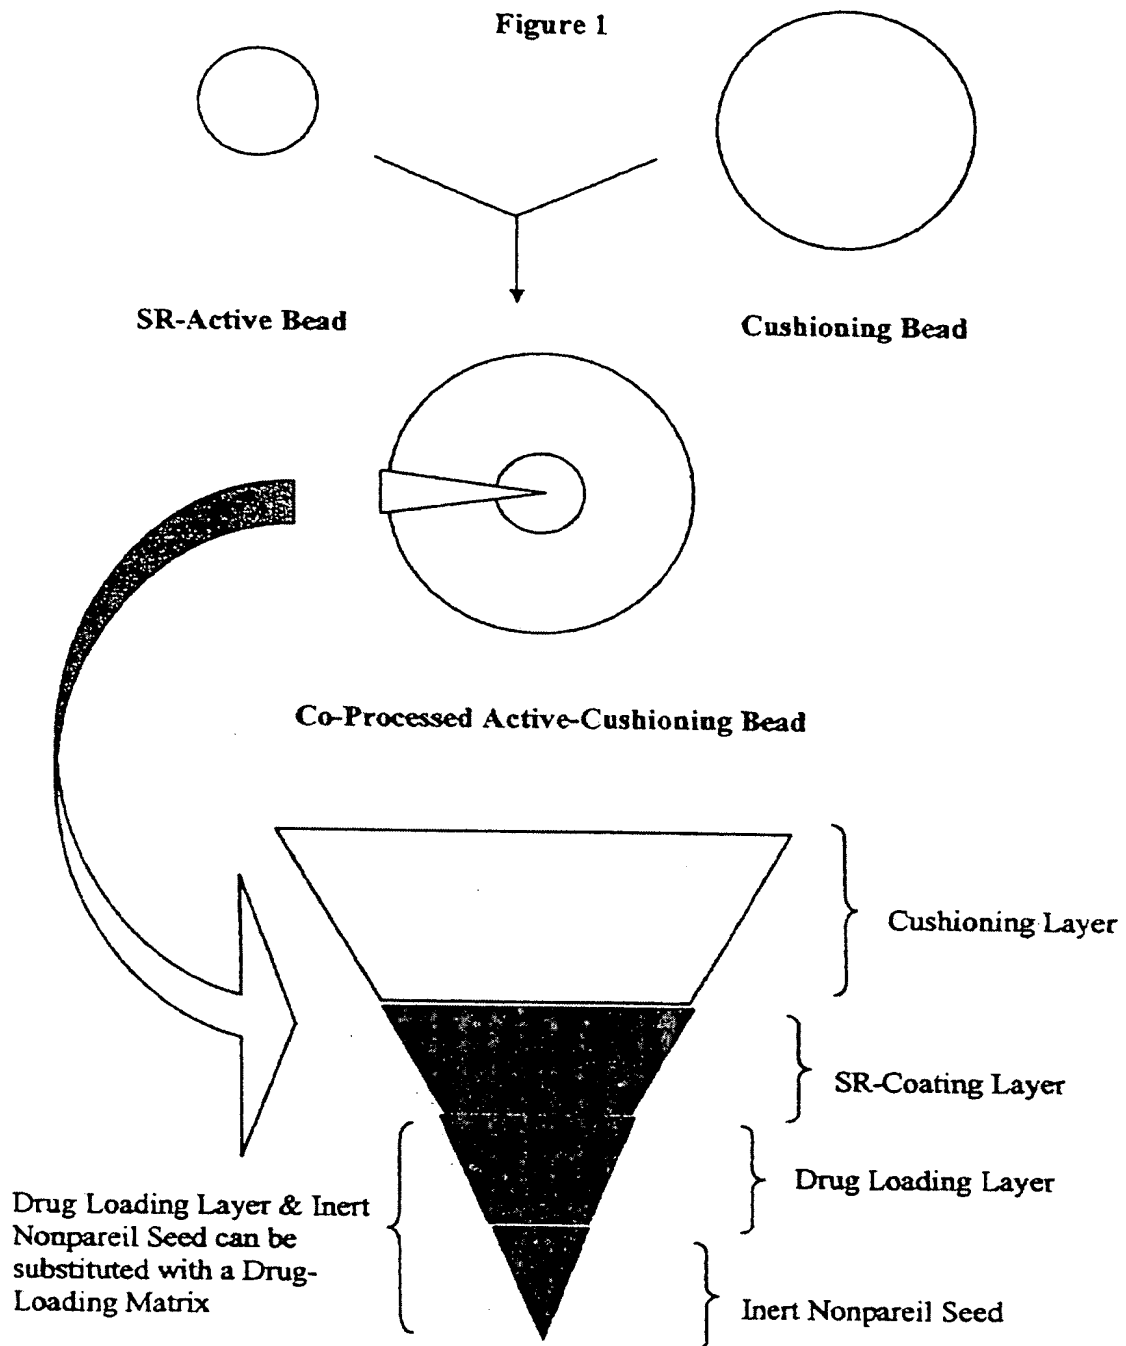 Figure 1
SR-Active Bead
Cushioning Bead
Co-Processed Active-Cushioning Bead
Cushioning Layer
SR-Coating Layer
Drug Loading Layer
Drug Loading Layer & Inert
Nonpareil Seed can be
substituted with a Drug-
Loading Matrix
Inert Nonpareil Seed